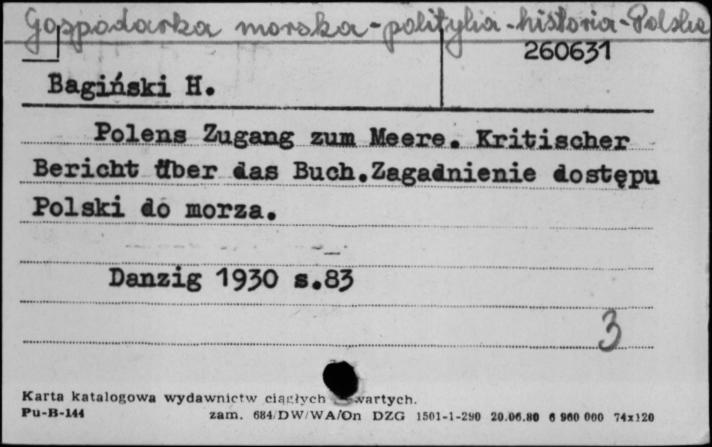 Gospodarka morska-polityka-historia-Polska
260631
Bagiński H.
Polens Zugang zum Meere. Kritischer
Bericht über das Buch.Zagadnienie dostępu
Polski do morza.
Danzig 1930 s.83
3
Karta katalogowa wydawnictw ciągłych wartych.
Pu-B-144 zam. 684/DW/WA/On DZG 1501-1-290 20.06.80 6 960 000 74x120